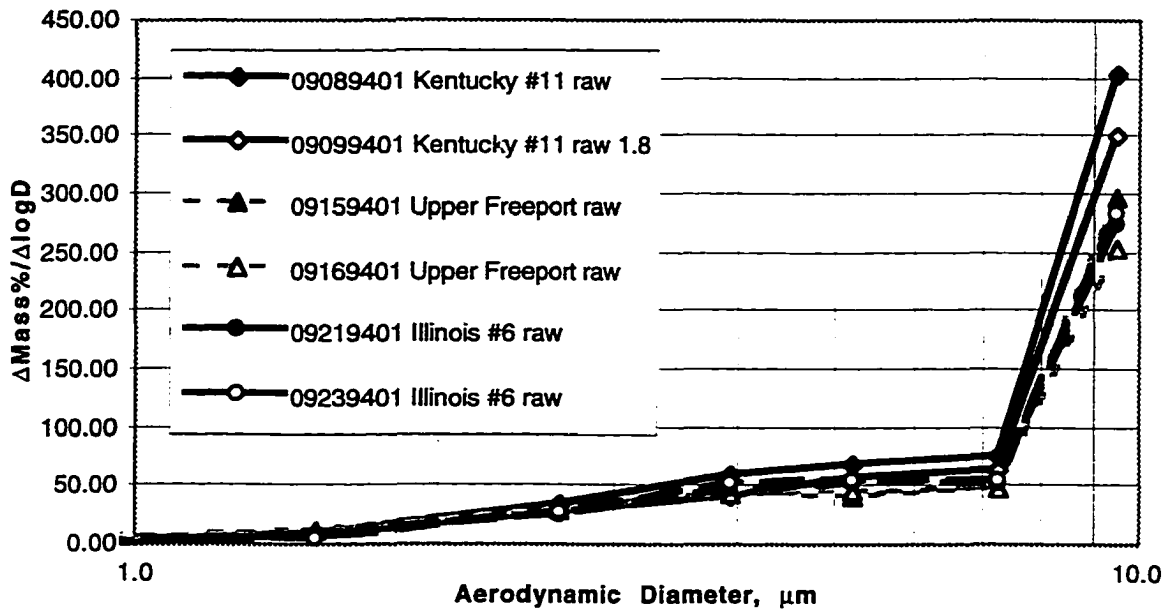 450.00
400.00
350.00
300.00
250.00
200.00
150.00
100.00
50.00
0.00
ΔMass%/ΔlogD
09089401 Kentucky #11 raw
09099401 Kentucky #11 raw 1.8
09159401 Upper Freeport raw
09169401 Upper Freeport raw
09219401 Illinois #6 raw
09239401 Illinois #6 raw
1.0
10.0
Aerodynamic Diameter, μm